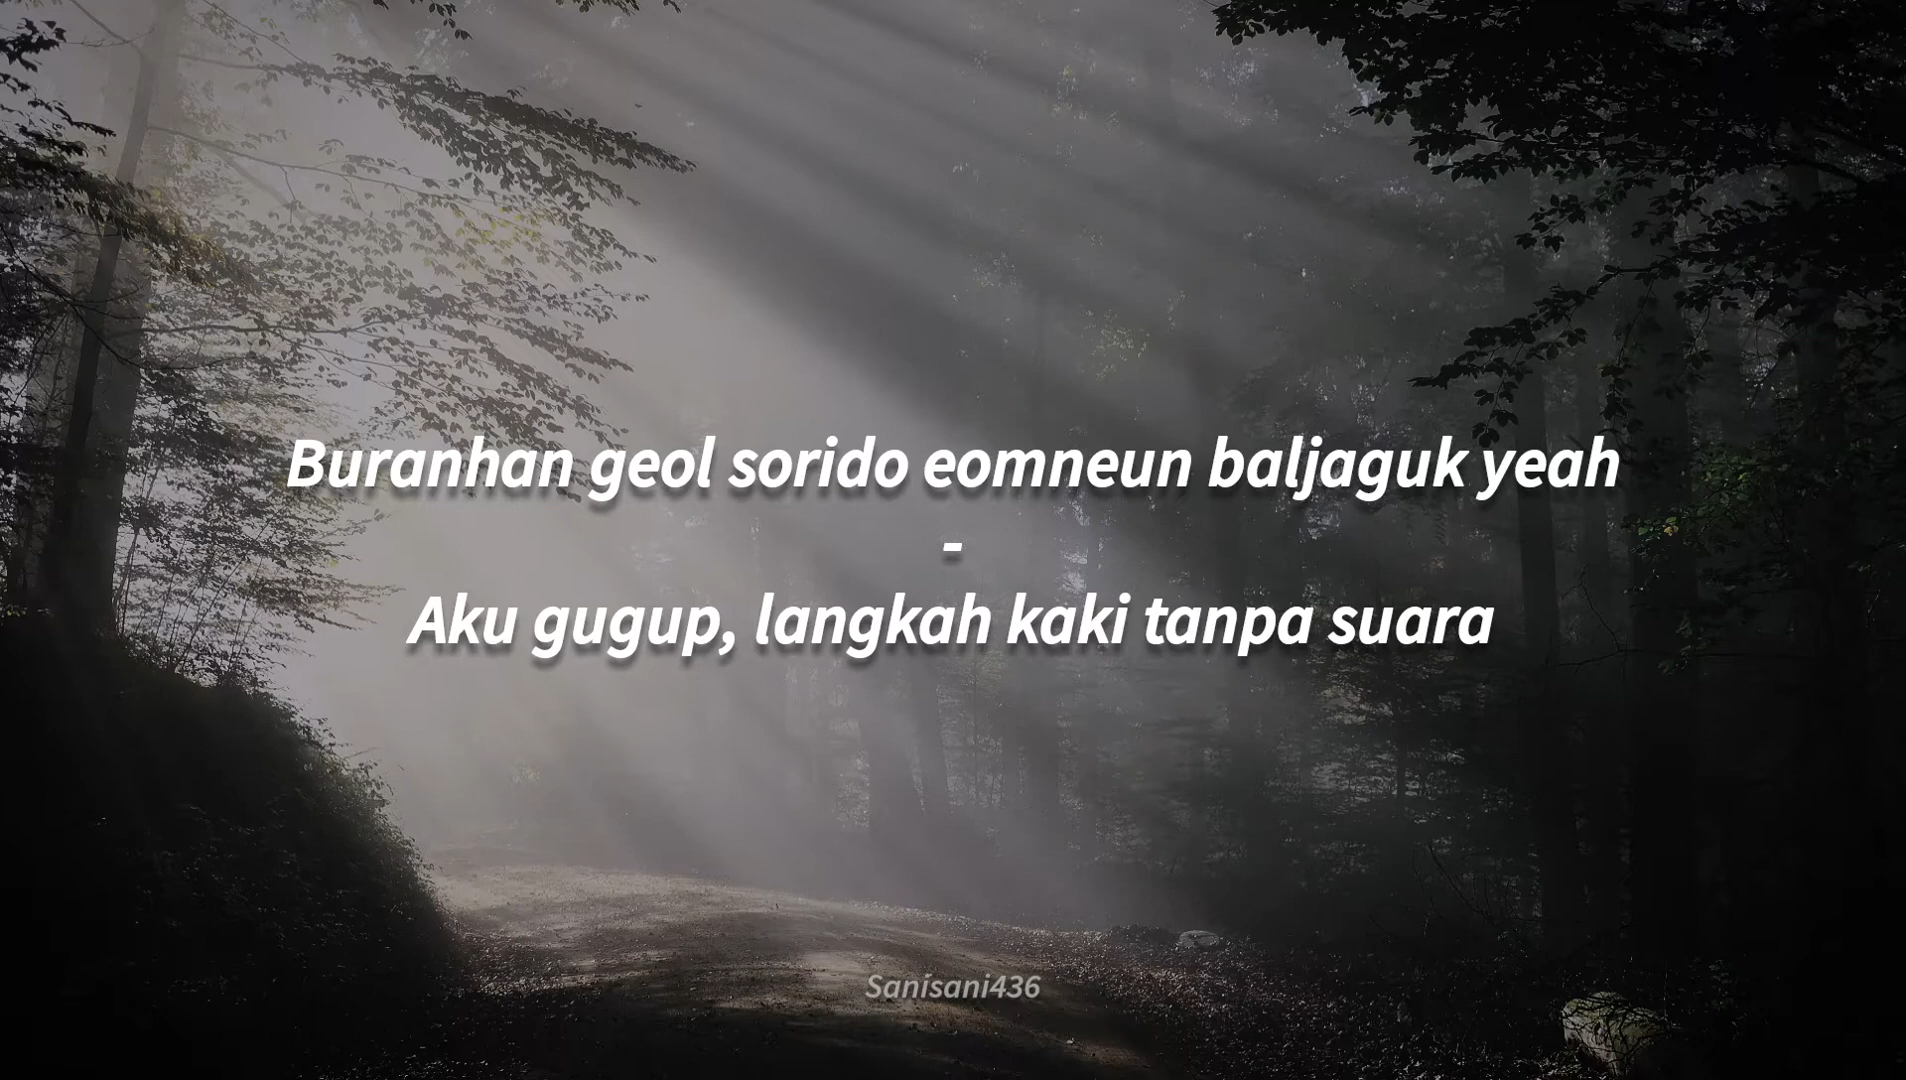 Buranhan geol sorido eomneun baljaguk yeah
-
Aku gugup, langkah kaki tanpa suara
Sanisani436